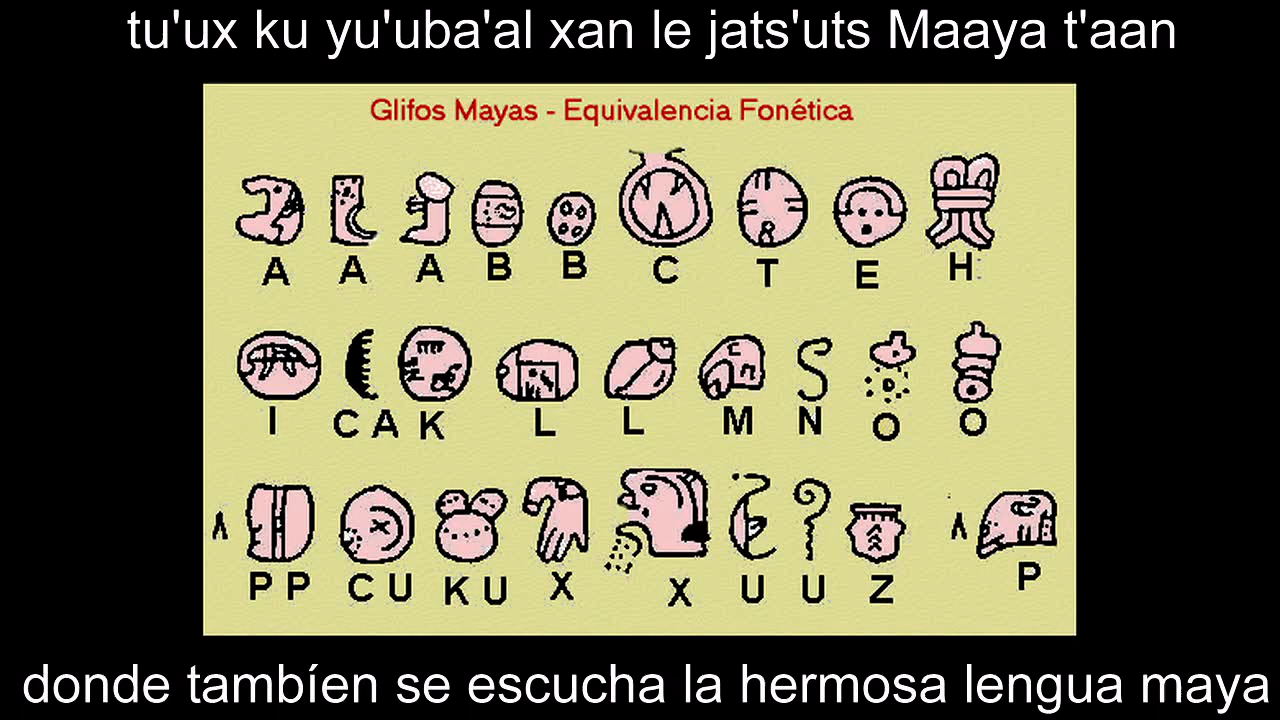 tu'ux ku yu'uba'al xan le jats'uts Maaya t'aan
Glifos Mayas - Equivalencia Fonética
A A A B B C T E H
I CA K L L M N O O
PP CU KU X X U U Z P
donde tambíen se escucha la hermosa lengua maya